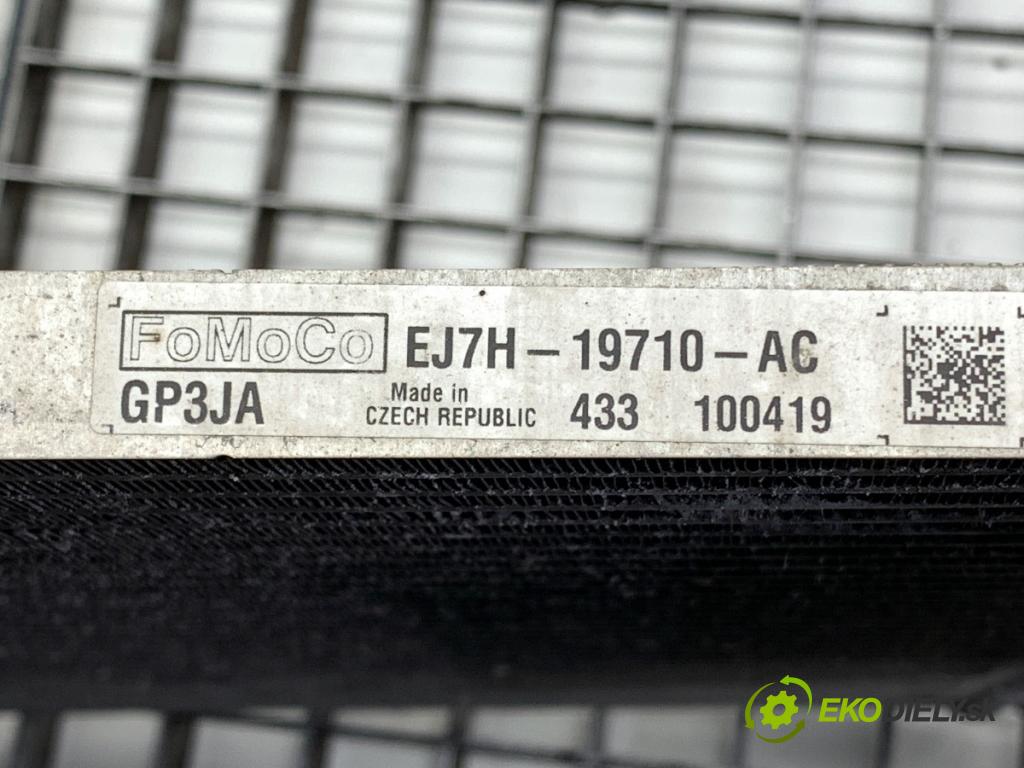 FoMoCo EJ7H-19710-AC
GP3JA Made in CZECH REPUBLIC 433 100419
EKODIELY.sk